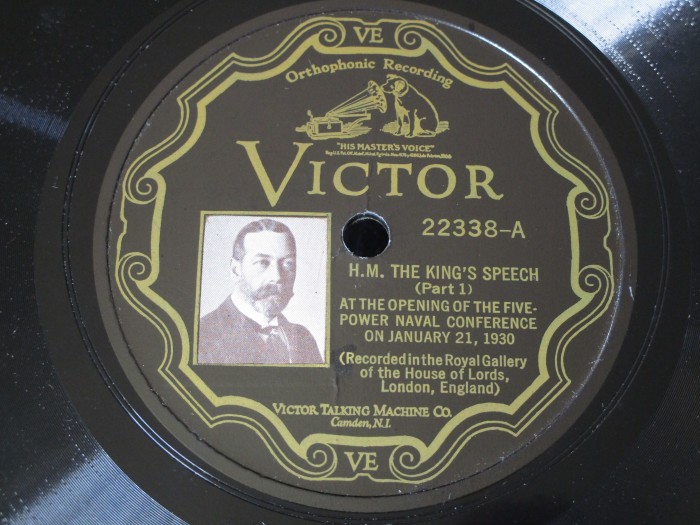 VE
Orthophonic Recording
"HIS MASTER'S VOICE"
VICTOR
22338-A
H.M. THE KING'S SPEECH
(Part 1)
AT THE OPENING OF THE FIVE-
POWER NAVAL CONFERENCE
ON JANUARY 21, 1930
(Recorded in the Royal Gallery
of the House of Lords,
London, England)
VICTOR TALKING MACHINE CO.
Camden, N.J.
VE